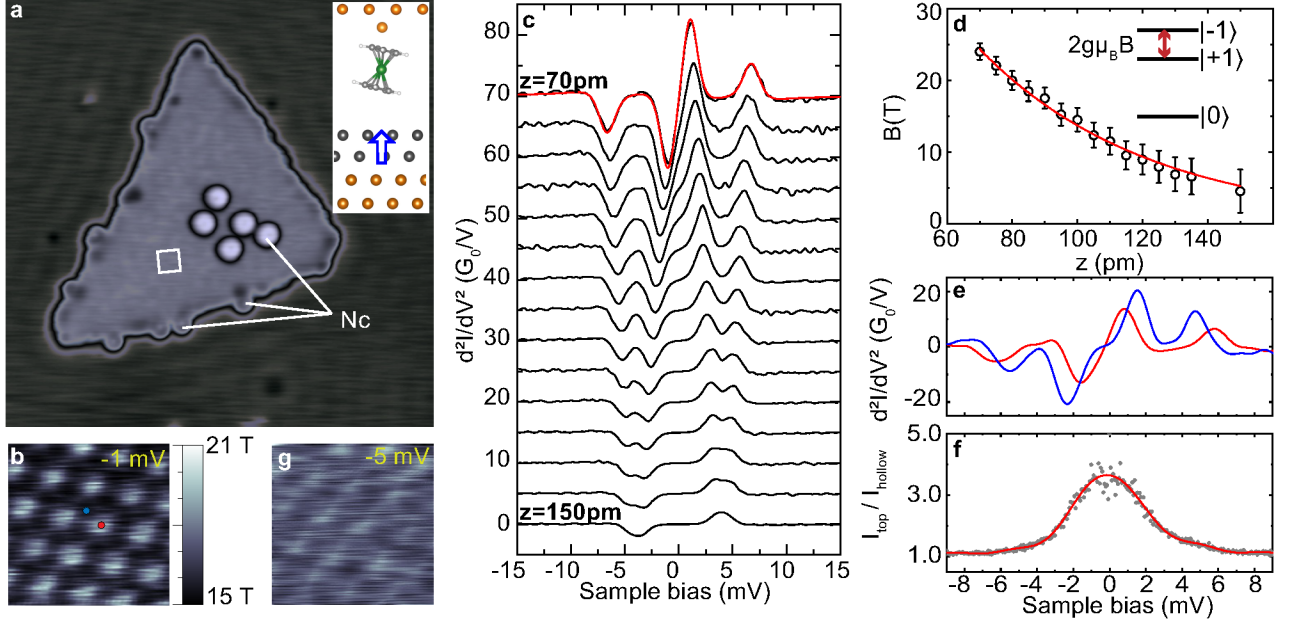 a
Nc
b
-1 mV
21 T
15 T
g
-5 mV
c
z=70pm
z=150pm
d²I/dV² (G₀/V)
80
70
60
50
40
30
20
10
0
-15 -10 -5 0 5 10 15
Sample bias (mV)
d
B(T)
30
20
10
0
2gμ_B B
|-1⟩
|+1⟩
|0⟩
60 80 100 120 140
z (pm)
e
d²I/dV² (G₀/V)
20
0
-20
f
I_top / I_hollow
5.0
3.0
1.0
-8 -6 -4 -2 0 2 4 6 8
Sample bias (mV)